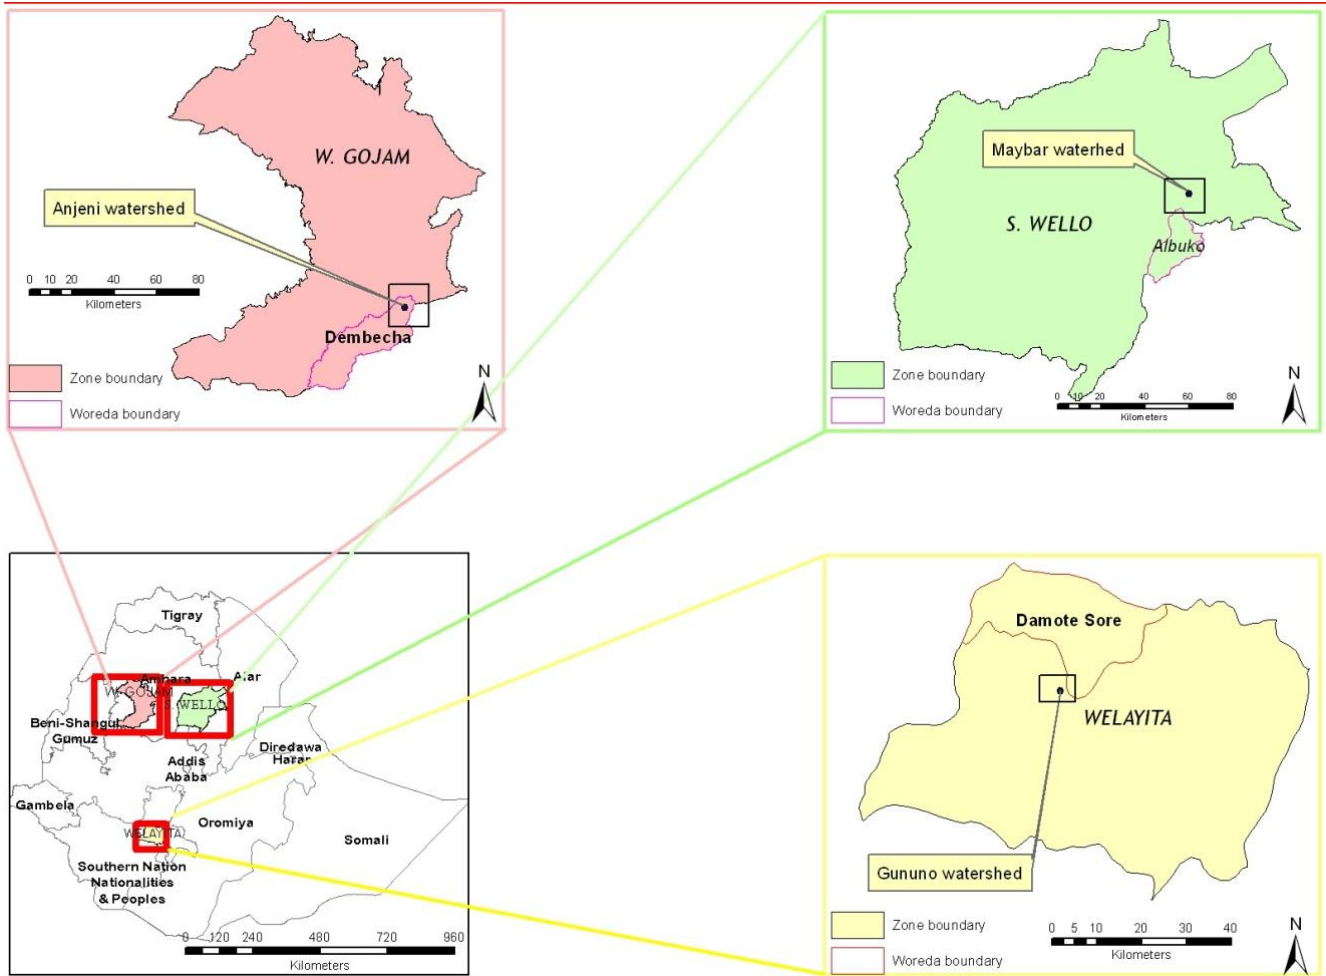 W. GOJAM
Anjeni watershed
0 10 20 40 60 80
Kilometers
Dembecha
Zone boundary
Woreda boundary
N
Maybar waterhed
S. WELLO
Albuko
Zone boundary
Woreda boundary
0 10 20 40 60 80
Kilometers
N
Tigray
Amhara
Afar
W. GOJAM
S. WELLO
Beni-Shangul
Gumuz
Diredawa
Harar
Addis
Ababa
Gambela
Oromiya
WELAYITA
Somali
Southern Nation
Nationalities
& Peoples
0 120 240 480 720 960
Kilometers
Damote Sore
WELAYITA
Gununo watershed
Zone boundary
Woreda boundary
0 5 10 20 30 40
Kilometers
N